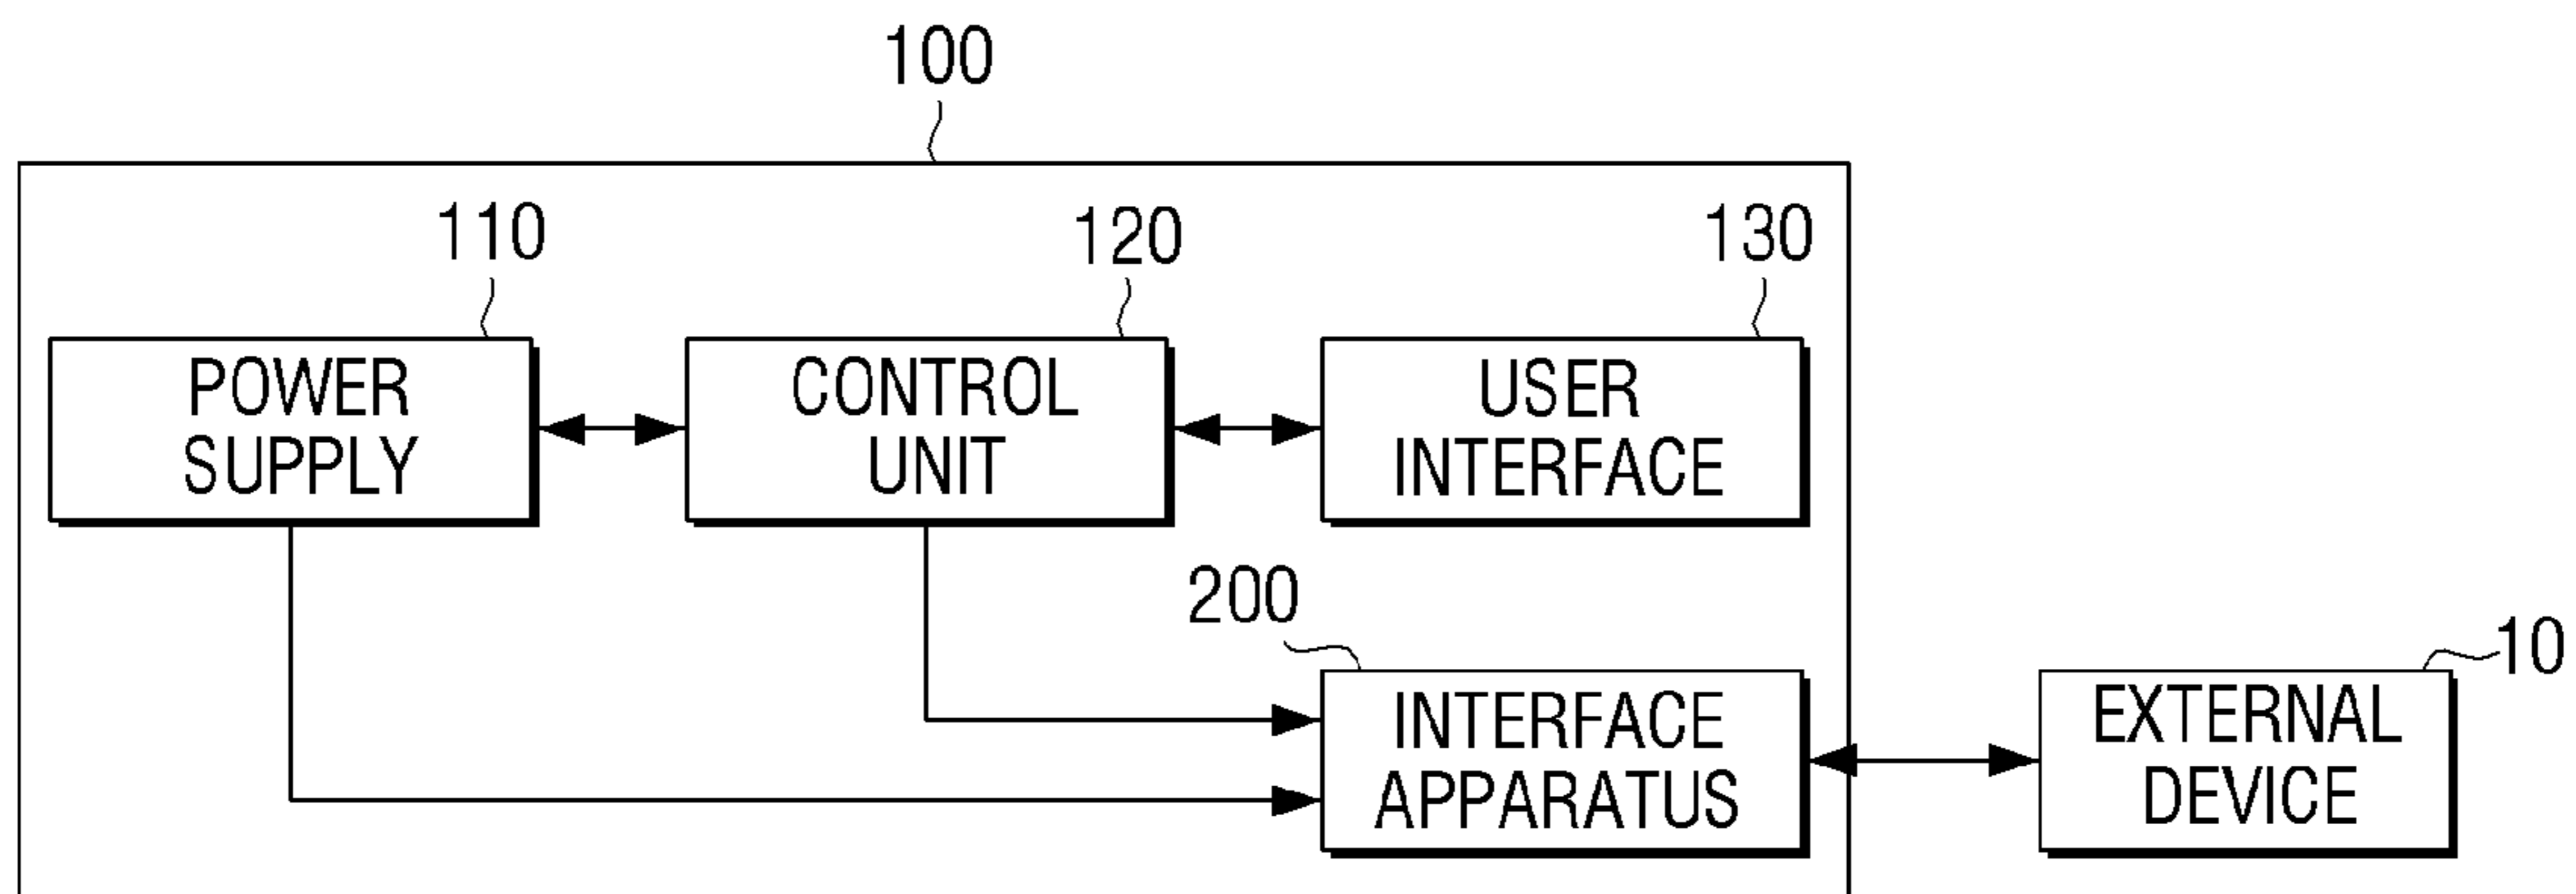 100
110
120
130
POWER
SUPPLY
CONTROL
UNIT
USER
INTERFACE
200
10
INTERFACE
APPARATUS
EXTERNAL
DEVICE